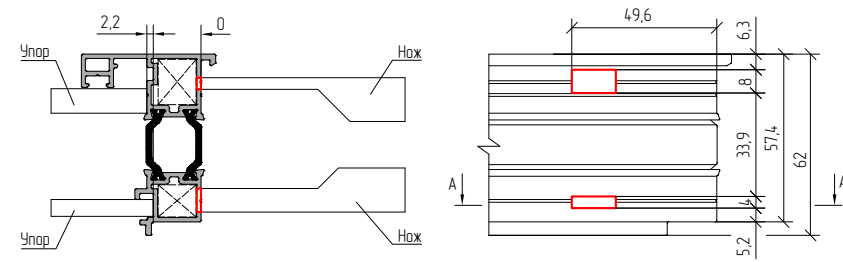 2,2
0
Упор
Нож
Упор
Нож
49,6
6,3
8
33,9
57,4
62
А
А
4
5,2